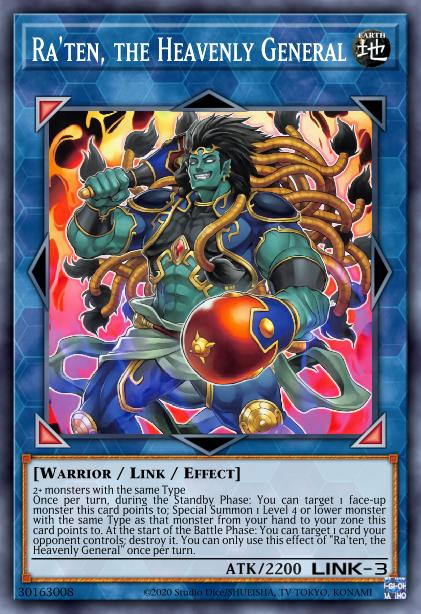 Ra'ten, the Heavenly General
EARTH
地
[Warrior / Link / Effect]
2+ monsters with the same Type
Once per turn, during the Standby Phase: You can target 1 face-up
monster this card points to; Special Summon 1 Level 4 or lower monster
with the same Type as that monster from your hand to your zone this
card points to. At the start of the Battle Phase: You can target 1 card your
opponent controls; destroy it. You can only use this effect of "Ra'ten, the
Heavenly General" once per turn.
ATK/2200 LINK-3
30163008 ©2020 Studio Dice/SHUEISHA, TV TOKYO, KONAMI